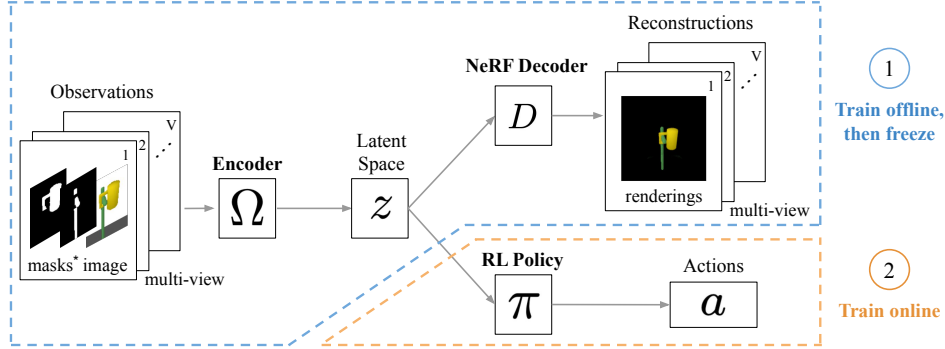 Observations
V
2
1
masks* image
multi-view
Encoder
Ω
Latent
Space
z
NeRF Decoder
D
Reconstructions
V
2
1
renderings
multi-view
RL Policy
π
Actions
a
1
Train offline,
then freeze
2
Train online